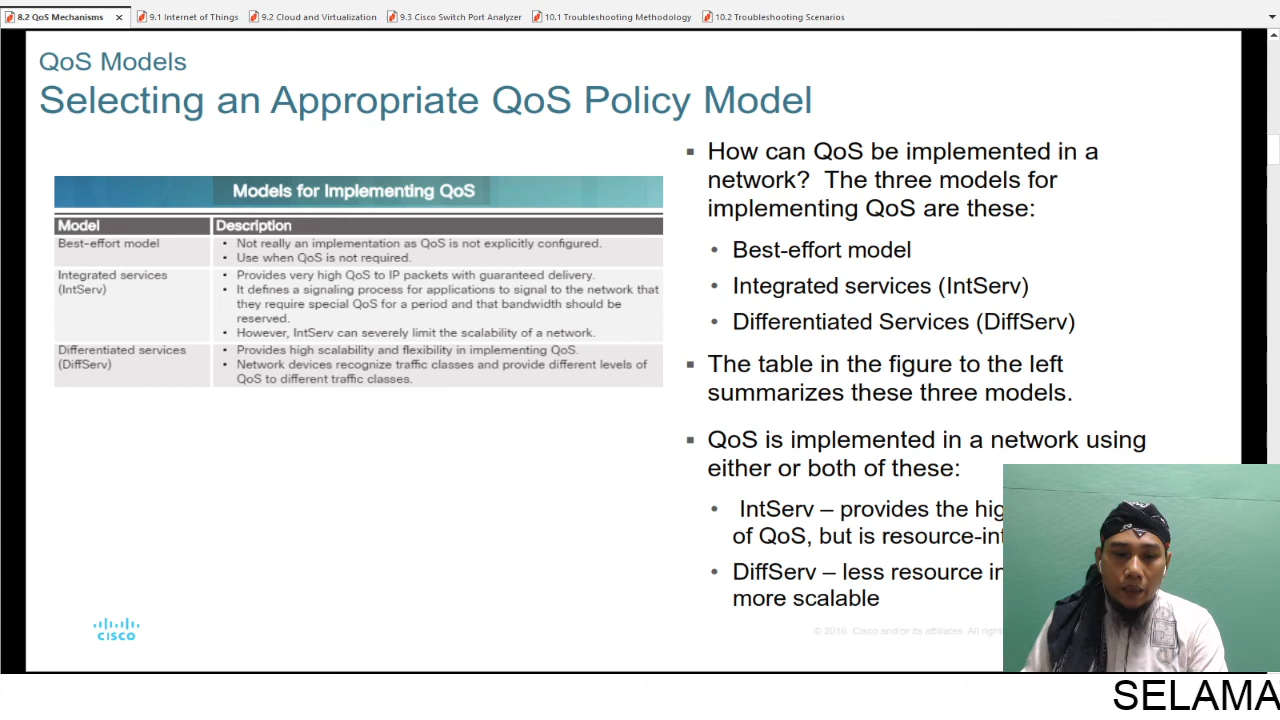 8.2 QoS Mechanisms
9.1 Internet of Things
9.2 Cloud and Virtualization
9.3 Cisco Switch Port Analyzer
10.1 Troubleshooting Methodology
10.2 Troubleshooting Scenarios
QoS Models
Selecting an Appropriate QoS Policy Model
Models for Implementing QoS
Model Description
Best-effort model
• Not really an implementation as QoS is not explicitly configured.
• Use when QoS is not required.
Integrated services
(IntServ)
• Provides very high QoS to IP packets with guaranteed delivery.
• It defines a signaling process for applications to signal to the network that
they require special QoS for a period and that bandwidth should be
reserved.
• However, IntServ can severely limit the scalability of a network.
Differentiated services
(DiffServ)
• Provides high scalability and flexibility in implementing QoS.
• Network devices recognize traffic classes and provide different levels of
QoS to different traffic classes.
▪ How can QoS be implemented in a
network? The three models for
implementing QoS are these:
• Best-effort model
• Integrated services (IntServ)
• Differentiated Services (DiffServ)
▪ The table in the figure to the left
summarizes these three models.
▪ QoS is implemented in a network using
either or both of these:
• IntServ – provides the hig
of QoS, but is resource-int
• DiffServ – less resource in
more scalable
CISCO
© 2016 Cisco and/or its affiliates. All righ
SELAMA